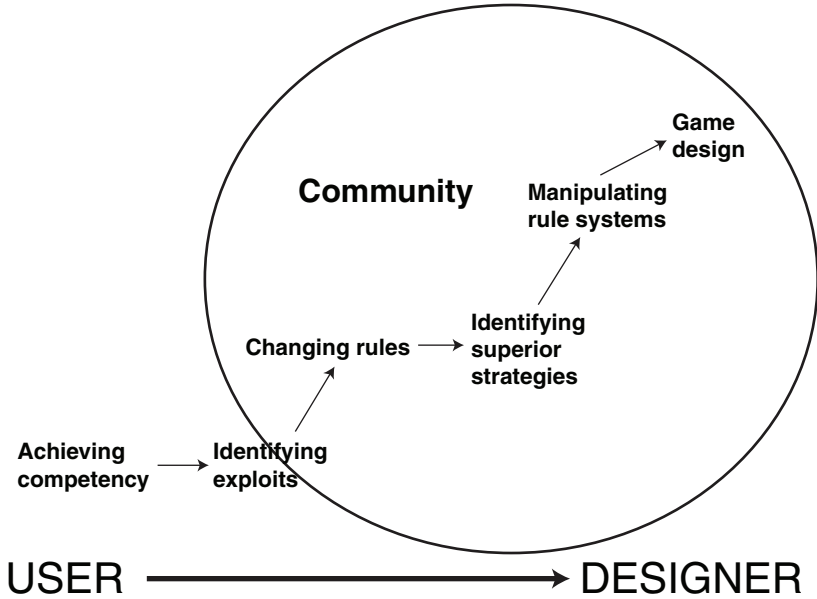 Game
design
Community
Manipulating
rule systems
Identifying
superior
strategies
Changing rules
Achieving
competency
Identifying
exploits
USER
DESIGNER